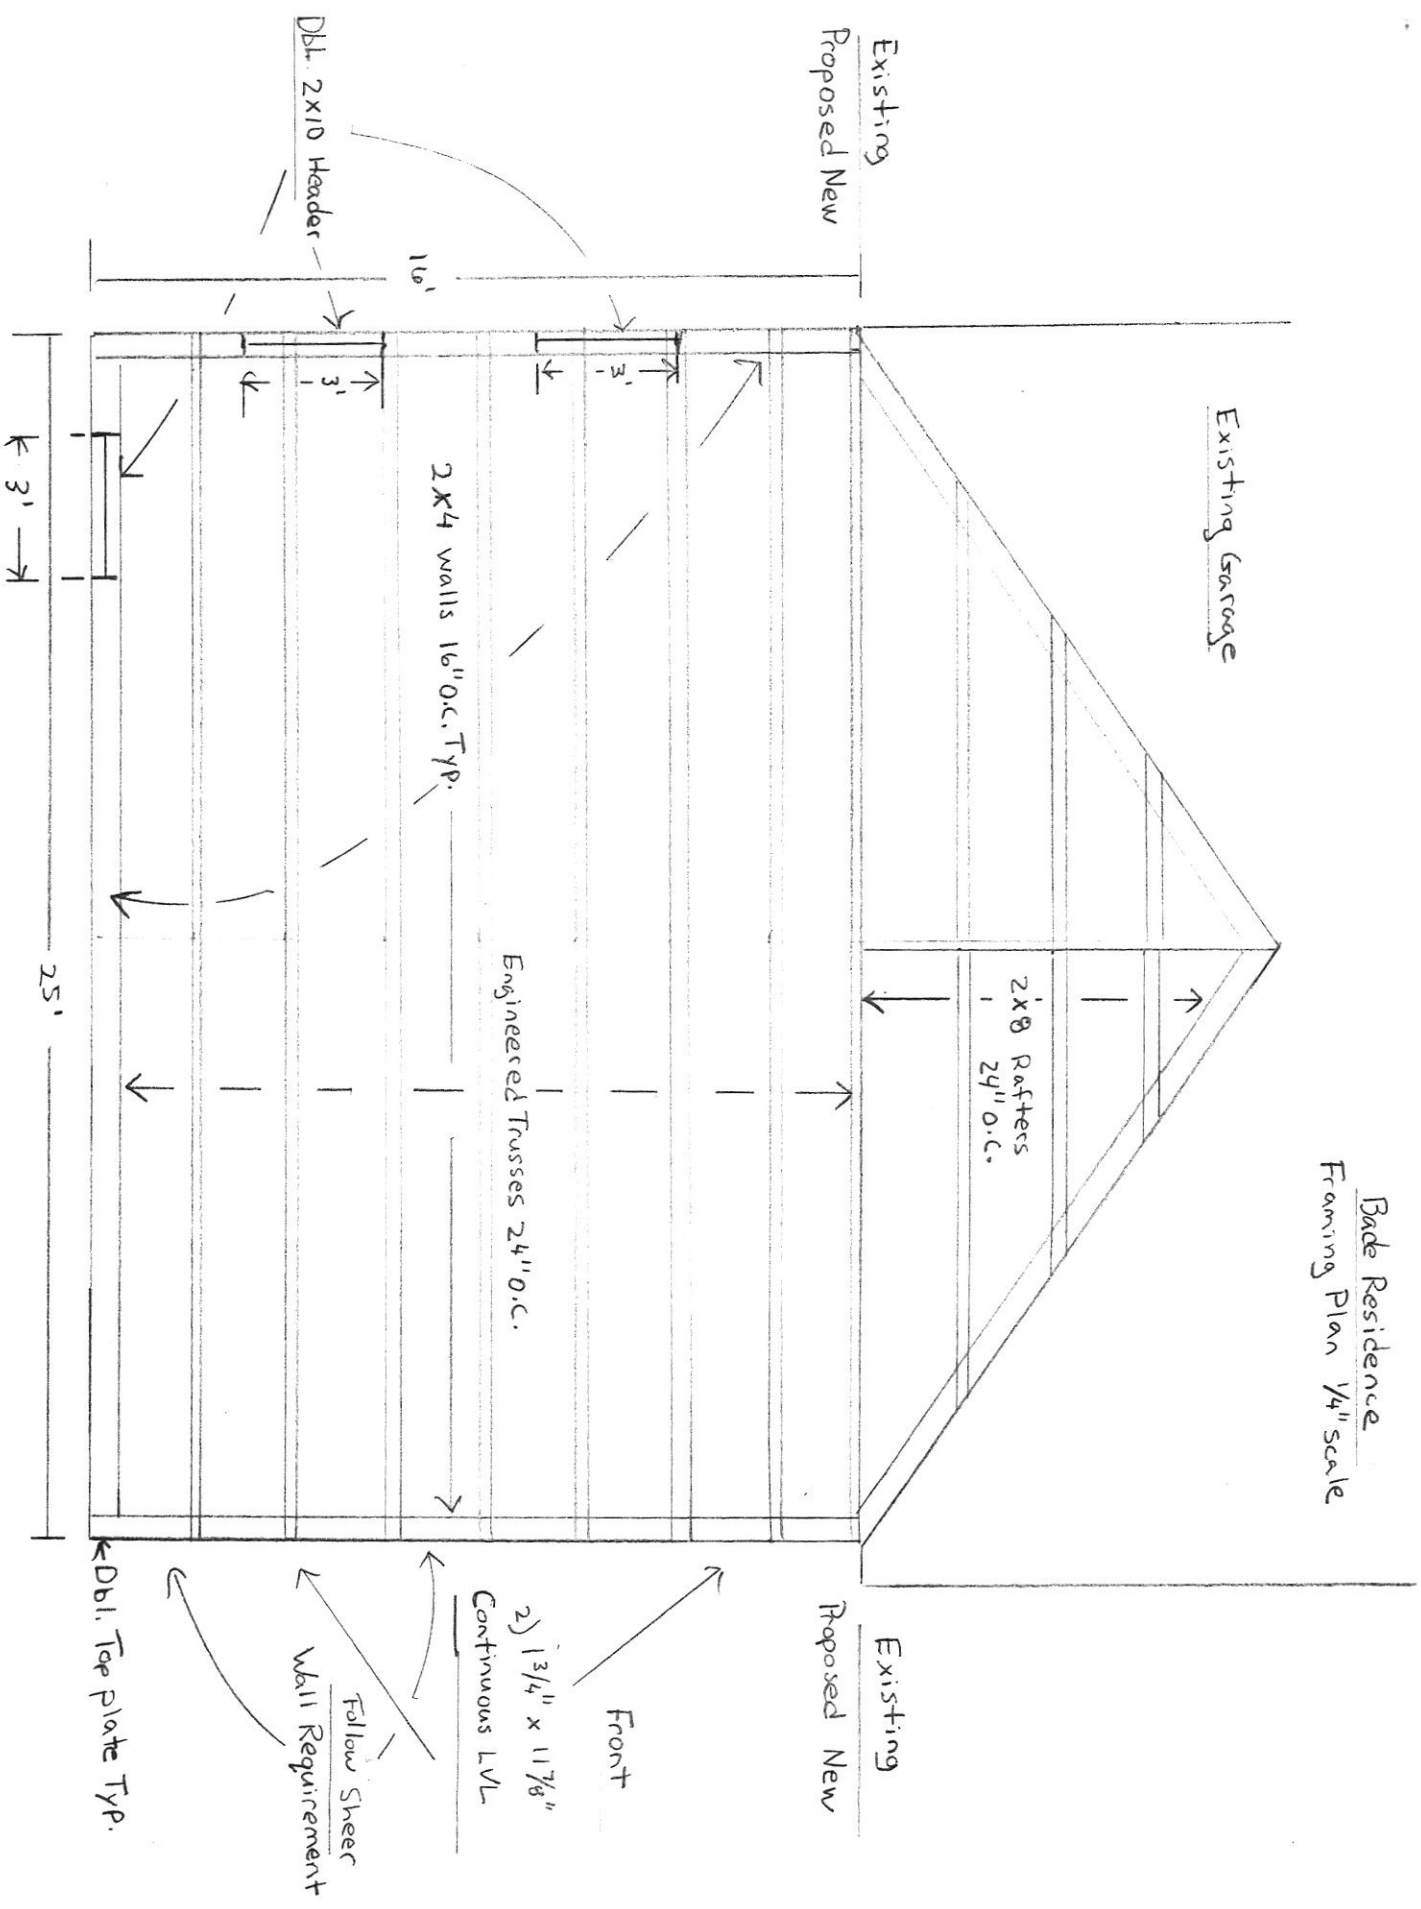 Bade Residence
Framing Plan 1/4" scale
Existing Garage
Existing
Proposed New
Existing
Proposed New
2x8 Rafters
24" O.C.
Dbl. 2x10 Header
16'
3'
3'
3'
2x4 walls 16" O.C. Typ.
Engineered Trusses 24" O.C.
25'
Front
2) 1 3/4" x 11 7/8"
Continuous LVL
Follow Sheer
Wall Requirement
Dbl. Top plate Typ.